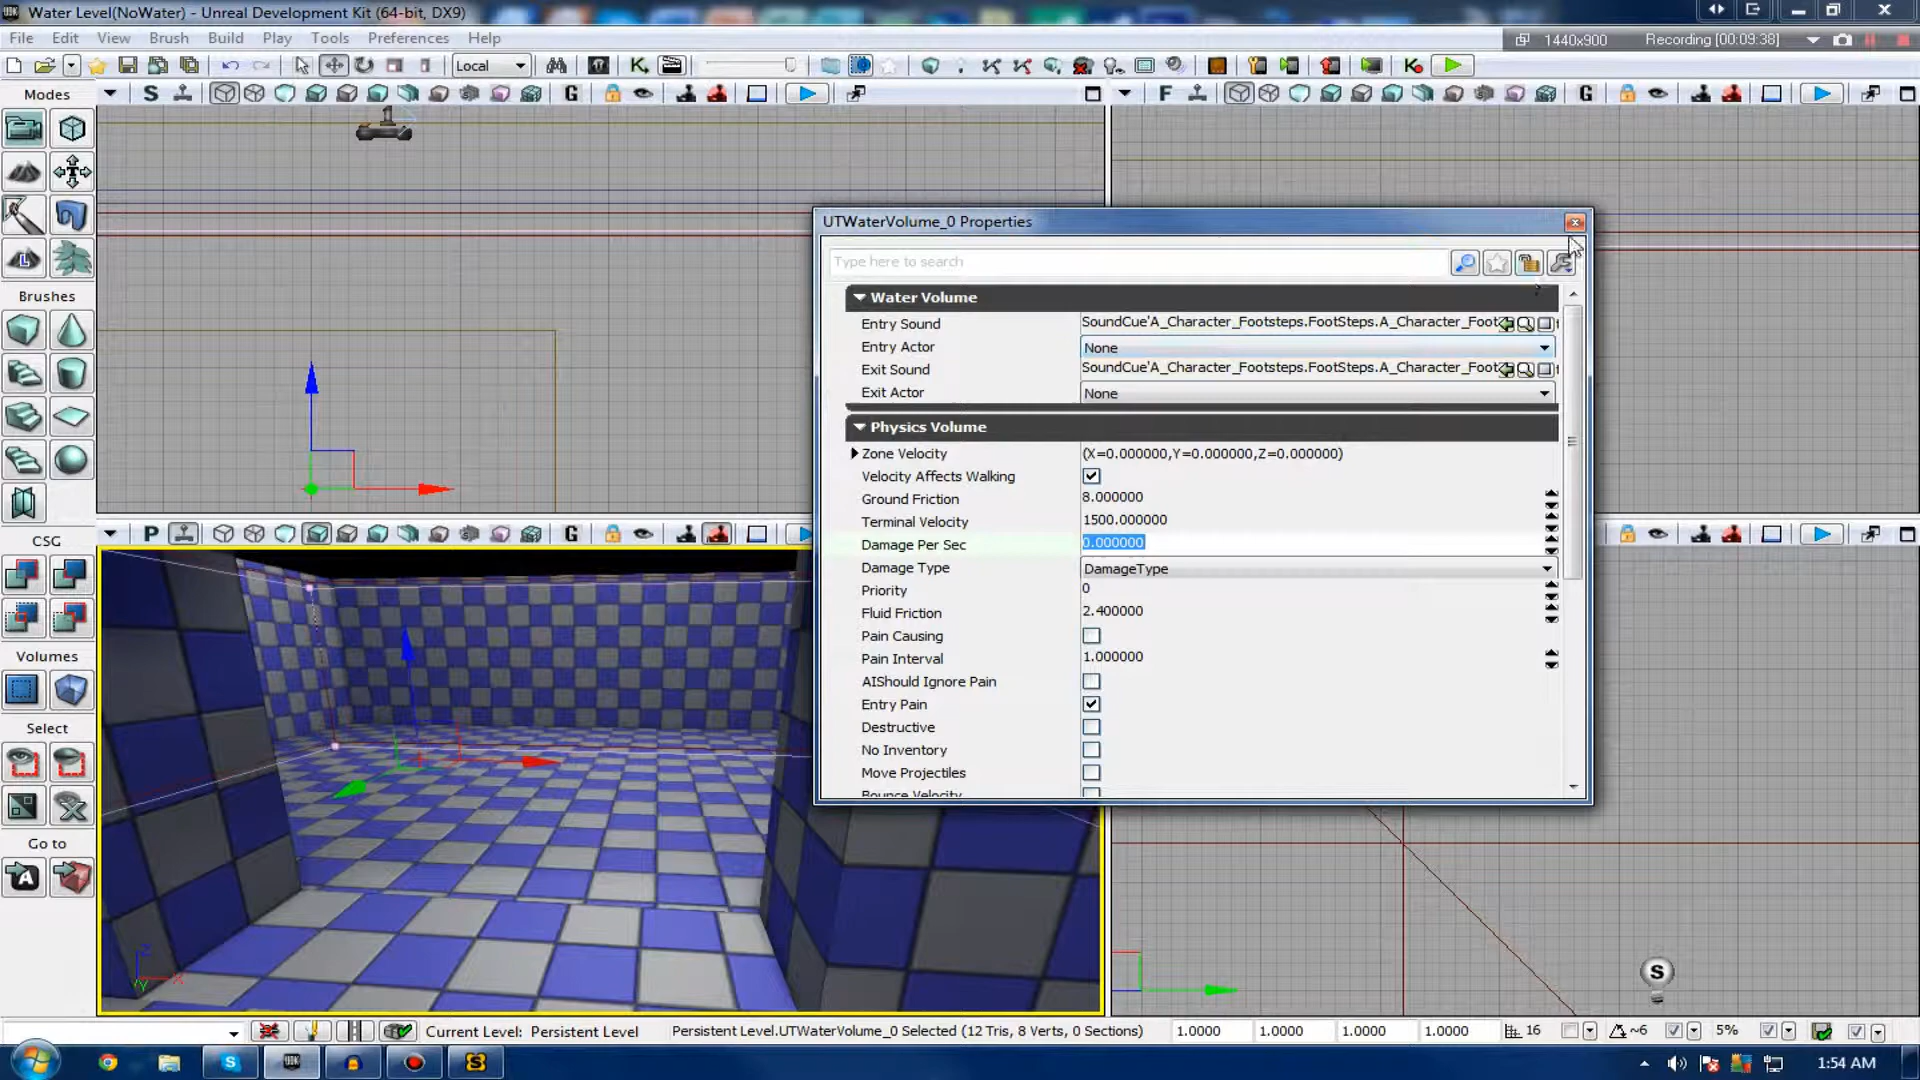 Water Level(NoWater) - Unreal Development Kit (64-bit, DX9)
File Edit View Brush Build Play Tools Preferences Help
1440x900 Recording [00:09:38]
Local
Modes
Brushes
CSG
Volumes
Select
Go to
S G
F G
P G
UTWaterVolume_0 Properties
Type here to search
Water Volume
Entry Sound SoundCue'A_Character_Footsteps.FootSteps.A_Character_Foot
Entry Actor None
Exit Sound SoundCue'A_Character_Footsteps.FootSteps.A_Character_Foot
Exit Actor None
Physics Volume
Zone Velocity (X=0.000000,Y=0.000000,Z=0.000000)
Velocity Affects Walking
Ground Friction 8.000000
Terminal Velocity 1500.000000
Damage Per Sec 0.000000
Damage Type DamageType
Priority 0
Fluid Friction 2.400000
Pain Causing
Pain Interval 1.000000
AIShould Ignore Pain
Entry Pain
Destructive
No Inventory
Move Projectiles
Bounce Velocity
Z
X
Y
S
Current Level: Persistent Level Persistent Level.UTWaterVolume_0 Selected (12 Tris, 8 Verts, 0 Sections) 1.0000 1.0000 1.0000 1.0000 16 ~6 5%
1:54 AM